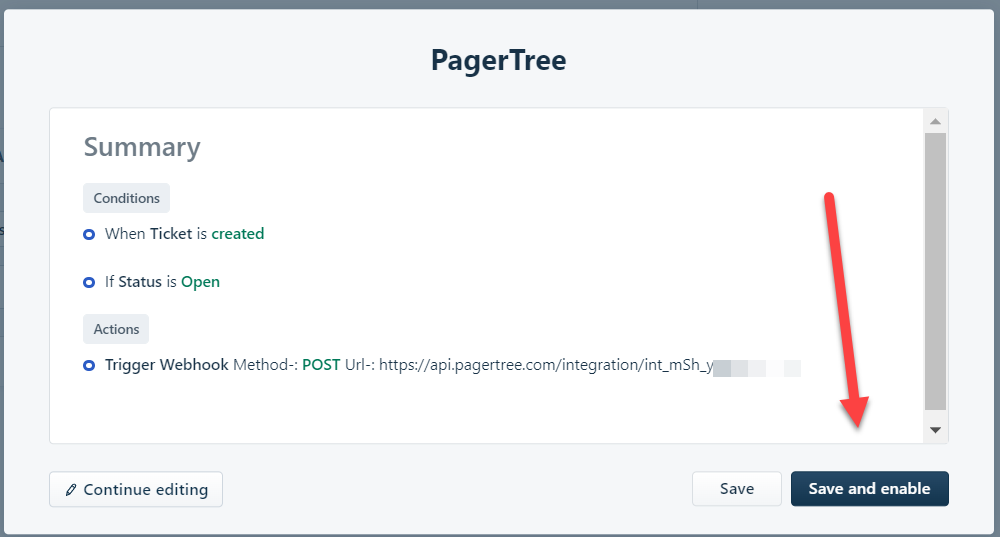 PagerTree
Summary
Conditions
When Ticket is created
If Status is Open
Actions
Trigger Webhook Method-: POST Url-: https://api.pagertree.com/integration/int_mSh_y
Continue editing
Save
Save and enable